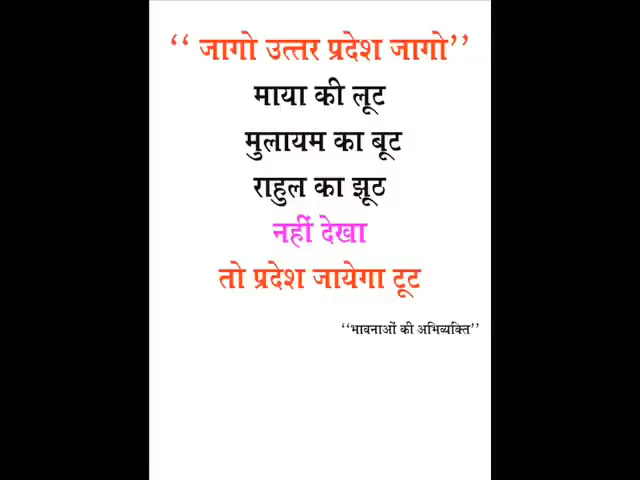 ‘‘ जागो उत्तर प्रदेश जागो’’
माया की लूट
मुलायम का बूट
राहुल का झूठ
नहीं देखा
तो प्रदेश जायेगा टूट
‘‘भावनाओं की अभिव्यक्ति’’